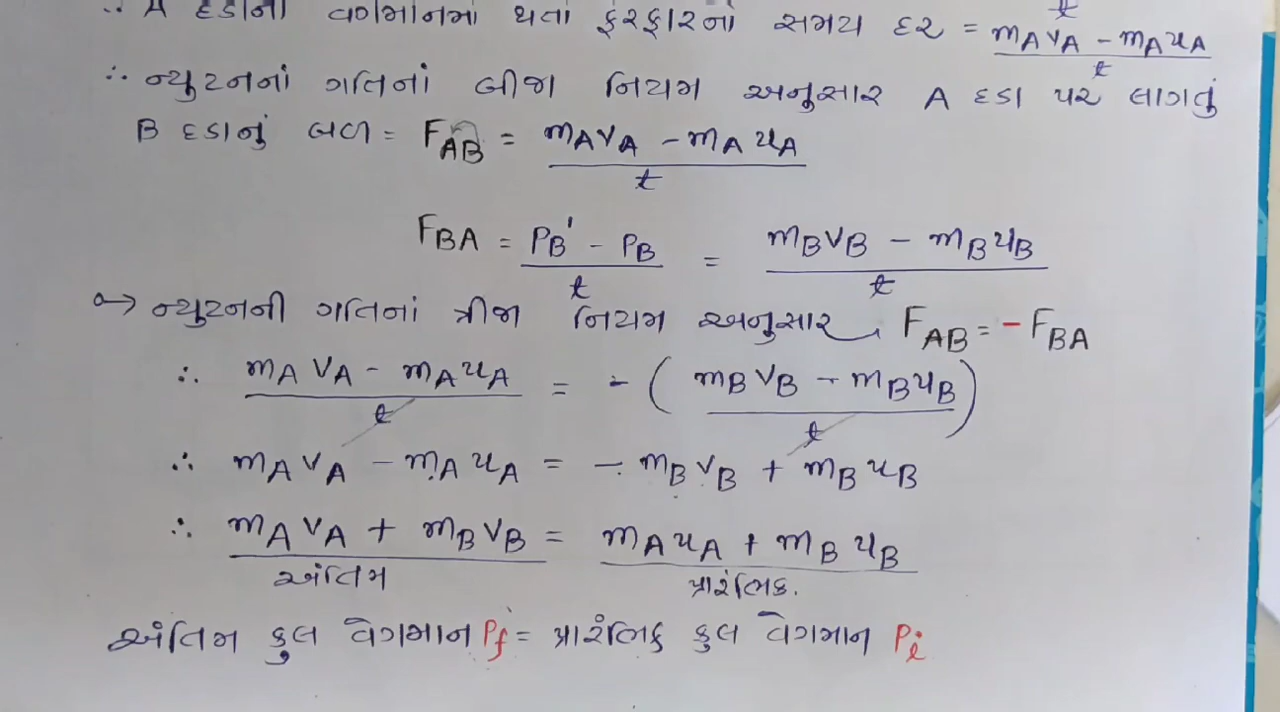 ∴ A દડાના વેગમાનમાં થતા ફેરફારનો સમય દર = (mAvA - mAuA) / t
∴ ન્યુટનનાં ગતિનાં બીજા નિયમ અનુસાર A દડા પર લાગતું
B દડાનું બળ = FAB = (mAvA - mAuA) / t
FBA = (PB' - PB) / t = (mBvB - mBuB) / t
↬ ન્યુટનની ગતિનાં ત્રીજા નિયમ અનુસાર, FAB = - FBA
∴ (mAvA - mAuA) / t = - ((mBvB - mBuB) / t)
∴ mAvA - mAuA = - mBvB + mBuB
∴ mAvA + mBvB = mAuA + mBuB
અંતિમ પ્રારંભિક.
અંતિમ કુલ વેગમાન Pf = પ્રારંભિક કુલ વેગમાન Pi